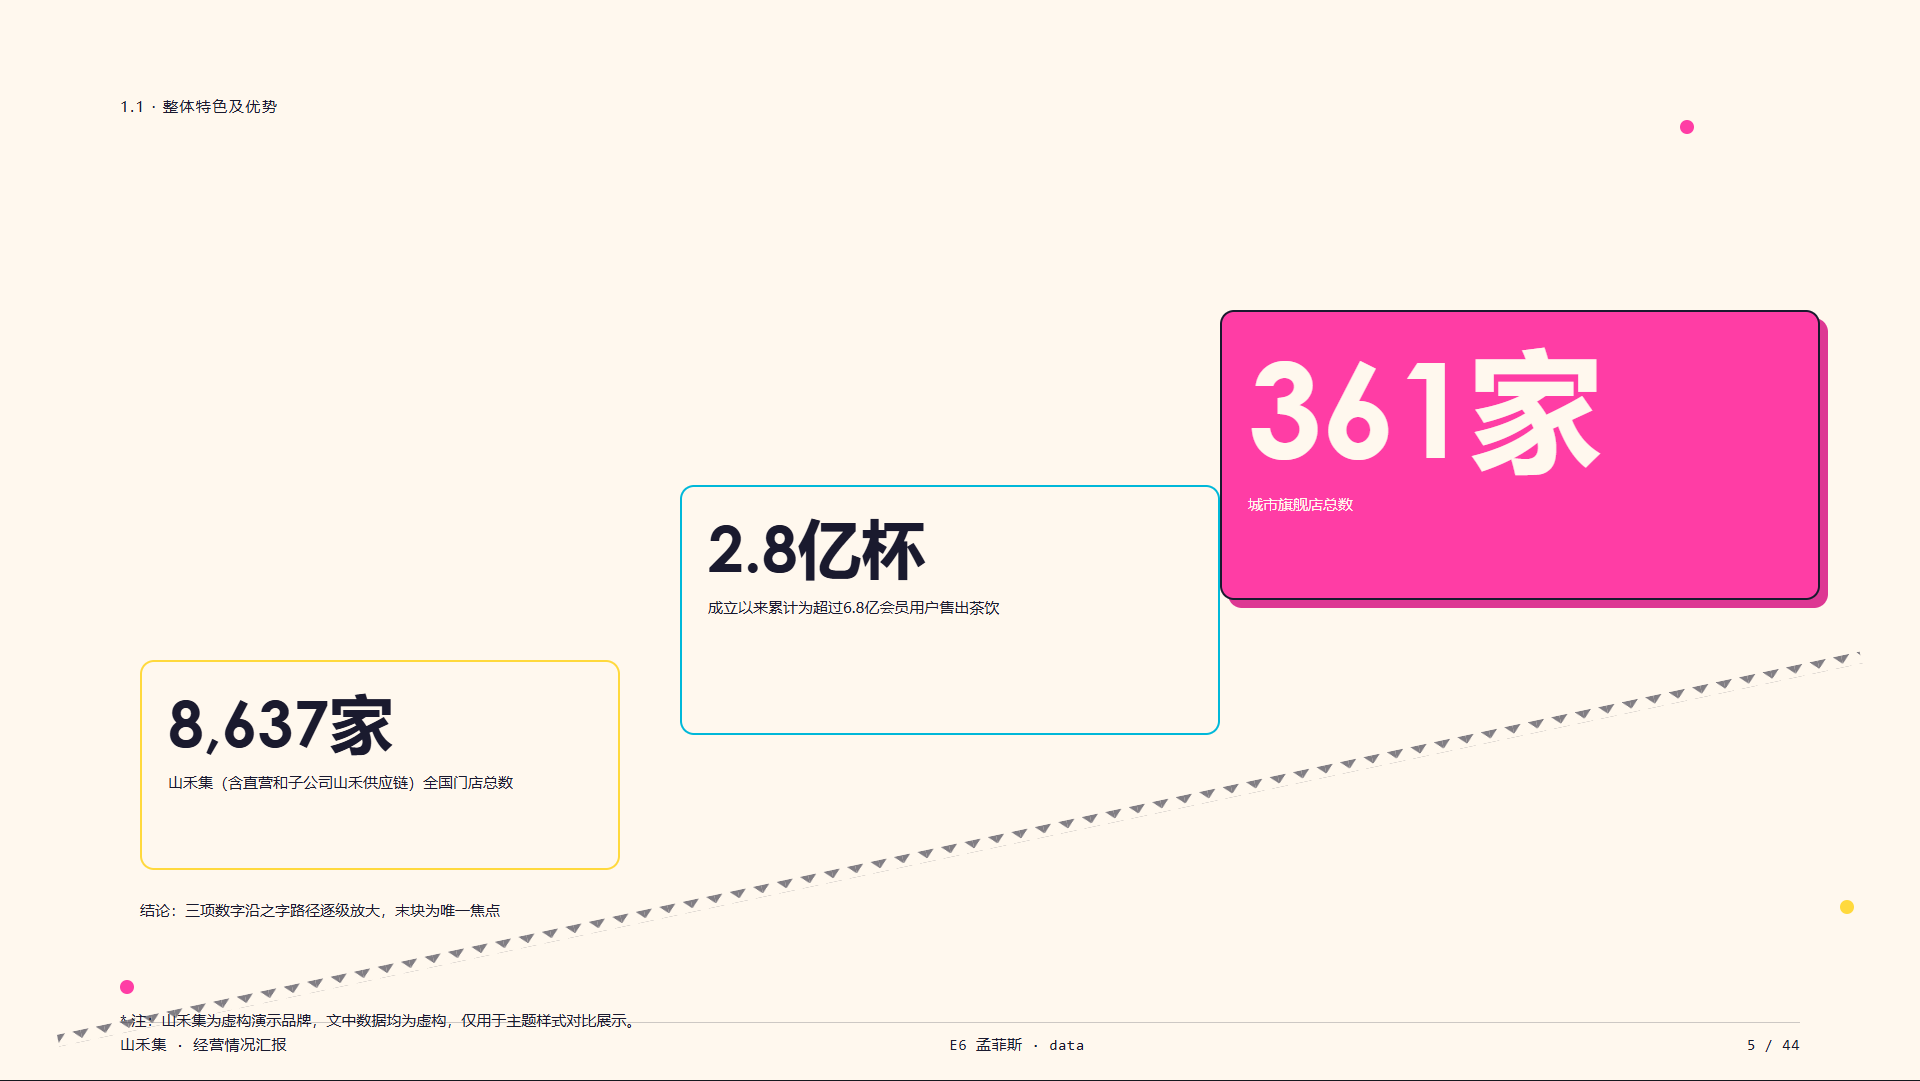 1.1 · 整体特色及优势
361家
城市旗舰店总数
2.8亿杯
成立以来累计为超过6.8亿会员用户售出茶饮
8,637家
山禾集（含直营和子公司山禾供应链）全国门店总数
结论：三项数字沿之字路径逐级放大，末块为唯一焦点
*注：山禾集为虚构演示品牌，文中数据均为虚构，仅用于主题样式对比展示。
山禾集 · 经营情况汇报
E6 孟菲斯 · data
5 / 44